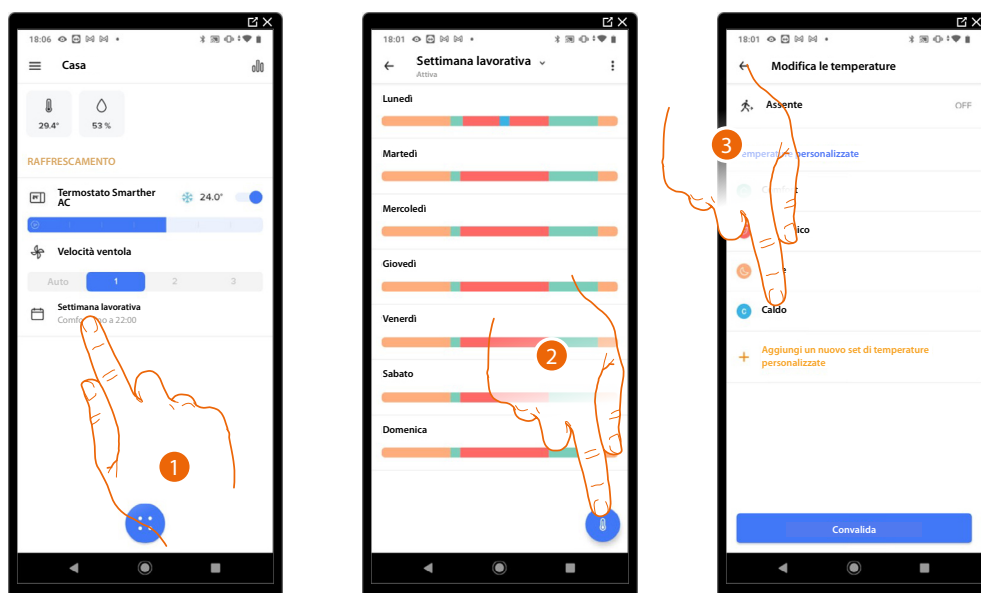 18:06
Casa
29.4°
53 %
RAFFRESCAMENTO
Termostato Smarther
AC
24.0°
Velocità ventola
Auto 1 2 3
Settimana lavorativa
a 22:00
1
18:01
Settimana lavorativa
Attiva
Lunedì
Martedì
Mercoledì
Giovedì
Venerdì
Sabato
Domenica
2
18:01
Modifica le temperature
Assente OFF
personalizzate
C
Caldo
+ Aggiungi un nuovo set di temperature
personalizzate
Convalida
3